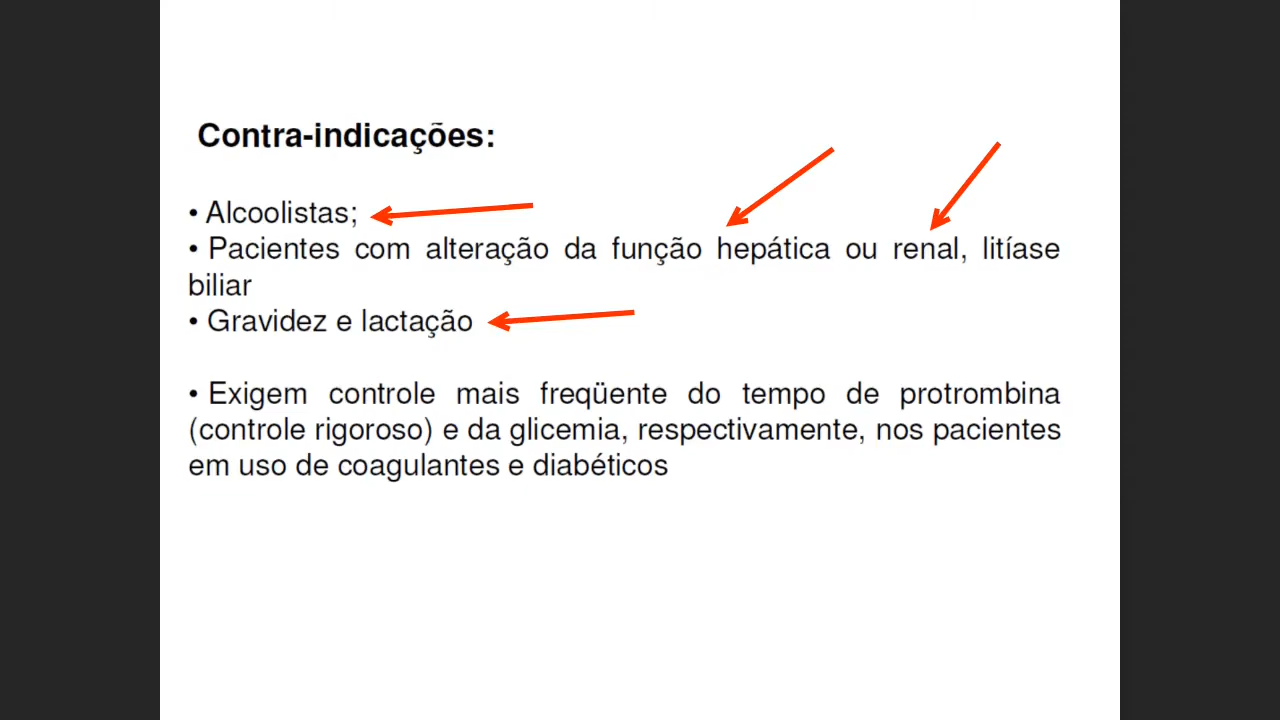 Contra-indicações:
• Alcoolistas;
• Pacientes com alteração da função hepática ou renal, litíase
biliar
• Gravidez e lactação
• Exigem controle mais freqüente do tempo de protrombina
(controle rigoroso) e da glicemia, respectivamente, nos pacientes
em uso de coagulantes e diabéticos